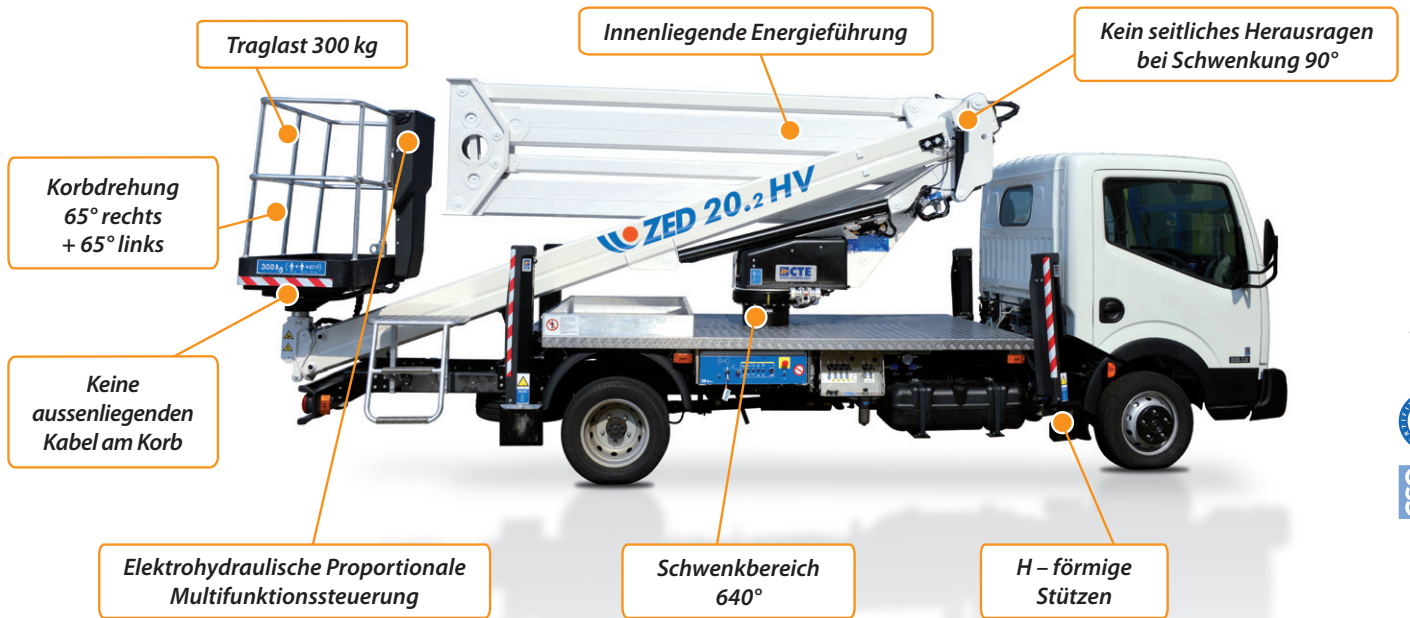 Traglast 300 kg
Innenliegende Energieführung
Kein seitliches Herausragen
bei Schwenkung 90°
Korbdrehung
65° rechts
+ 65° links
ZED 20.2 HV
300 kg
CTE
Keine
aussenliegenden
Kabel am Korb
Elektrohydraulische Proportionale
Multifunktionssteuerung
Schwenkbereich
640°
H – förmige
Stützen